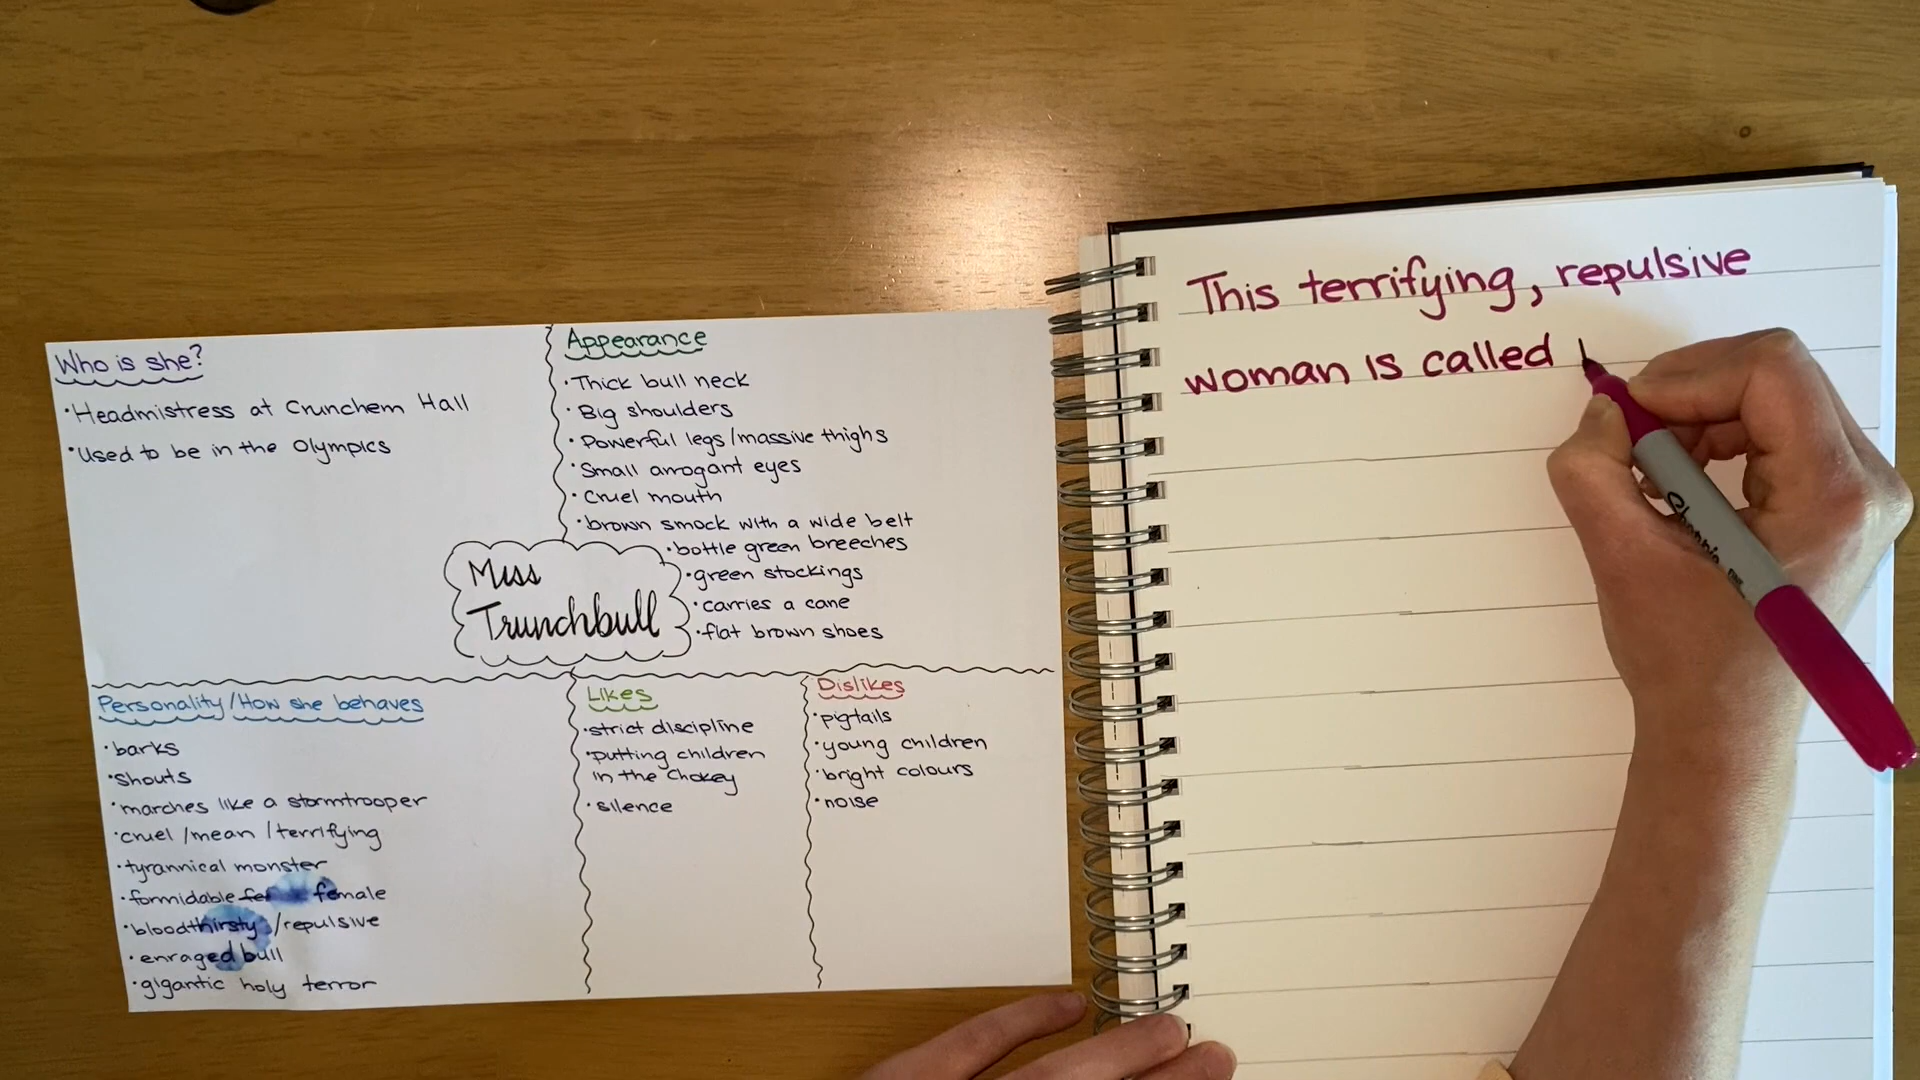 Who is she?
•Headmistress at Crunchem Hall
•Used to be in the Olympics
Appearance
•Thick bull neck
•Big shoulders
•Powerful legs/massive thighs
•Small arrogant eyes
•Cruel mouth
•brown smock with a wide belt
•bottle green breeches
•green stockings
•carries a cane
•flat brown shoes
Miss
Trunchbull
Personality/How she behaves
•barks
•shouts
•marches like a stormtrooper
•cruel/mean/terrifying
•tyrannical monster
•formidable female
•bloodthirsty/repulsive
•enraged bull
•gigantic holy terror
Likes
•strict discipline
•putting children
in the Chokey
•silence
Dislikes
•pigtails
•young children
•bright colours
•noise
This terrifying, repulsive
woman is called
Sharpie